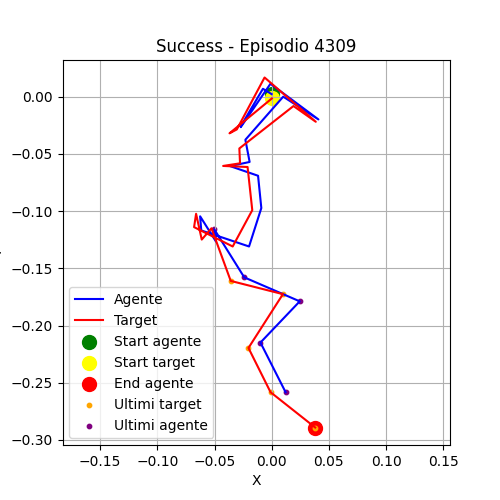 Success - Episodio 4309
0.00
−0.05
−0.10
−0.15
−0.20
−0.25
−0.30
Agente
Target
Start agente
Start target
End agente
Ultimi target
Ultimi agente
−0.15 −0.10 −0.05 0.00 0.05 0.10 0.15
X